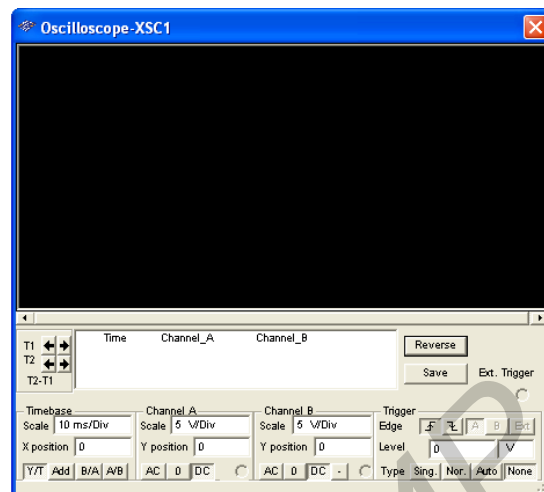 Oscilloscope-XSC1
Time Channel_A Channel_B
T1
T2
T2-T1
Reverse
Save
Ext. Trigger
Timebase
Scale 10 ms/Div
X position 0
Y/T Add B/A A/B
Channel A
Scale 5 V/Div
Y position 0
AC 0 DC
Channel B
Scale 5 V/Div
Y position 0
AC 0 DC -
Trigger
Edge A B Ext
Level 0 V
Type Sing. Nor. Auto None